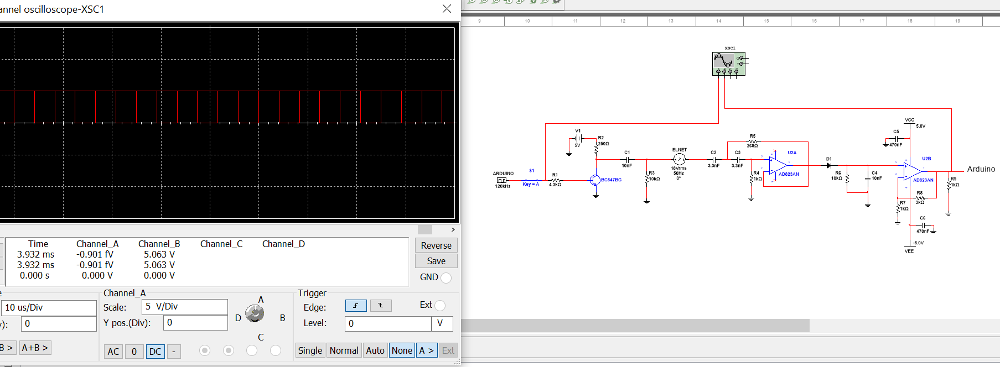 annel oscilloscope-XSC1
9 10 11 12 13 14 15 16 17 18 19
XSC1
G
T
A B C D
VCC
5.0V
C5
470nF
V1
5V
R2
250Ω
R5
268Ω
ELNET
18Vrms
50Hz
0°
C1
10nF
C2
3.3nF
C3
3.3nF
U2A
AD823AN
D1
U2B
AD823AN
Arduino
ARDUINO
120kHz
S1
Key = A
R1
4.3kΩ
BC547BG
R3
10kΩ
R4
1kΩ
R6
10kΩ
C4
10nF
R9
1kΩ
R8
3kΩ
R7
1kΩ
C6
470nF
-5.0V
VEE
Time Channel_A Channel_B Channel_C Channel_D
3.932 ms -0.901 fV 5.063 V
3.932 ms -0.901 fV 5.063 V
0.000 s 0.000 V 0.000 V
Reverse
Save
GND
e
10 us/Div
v): 0
B > A+B >
Channel_A
Scale: 5 V/Div
Y pos.(Div): 0
AC 0 DC -
A
D B
C
Trigger
Edge: Ext
Level: 0 V
Single Normal Auto None A > Ext